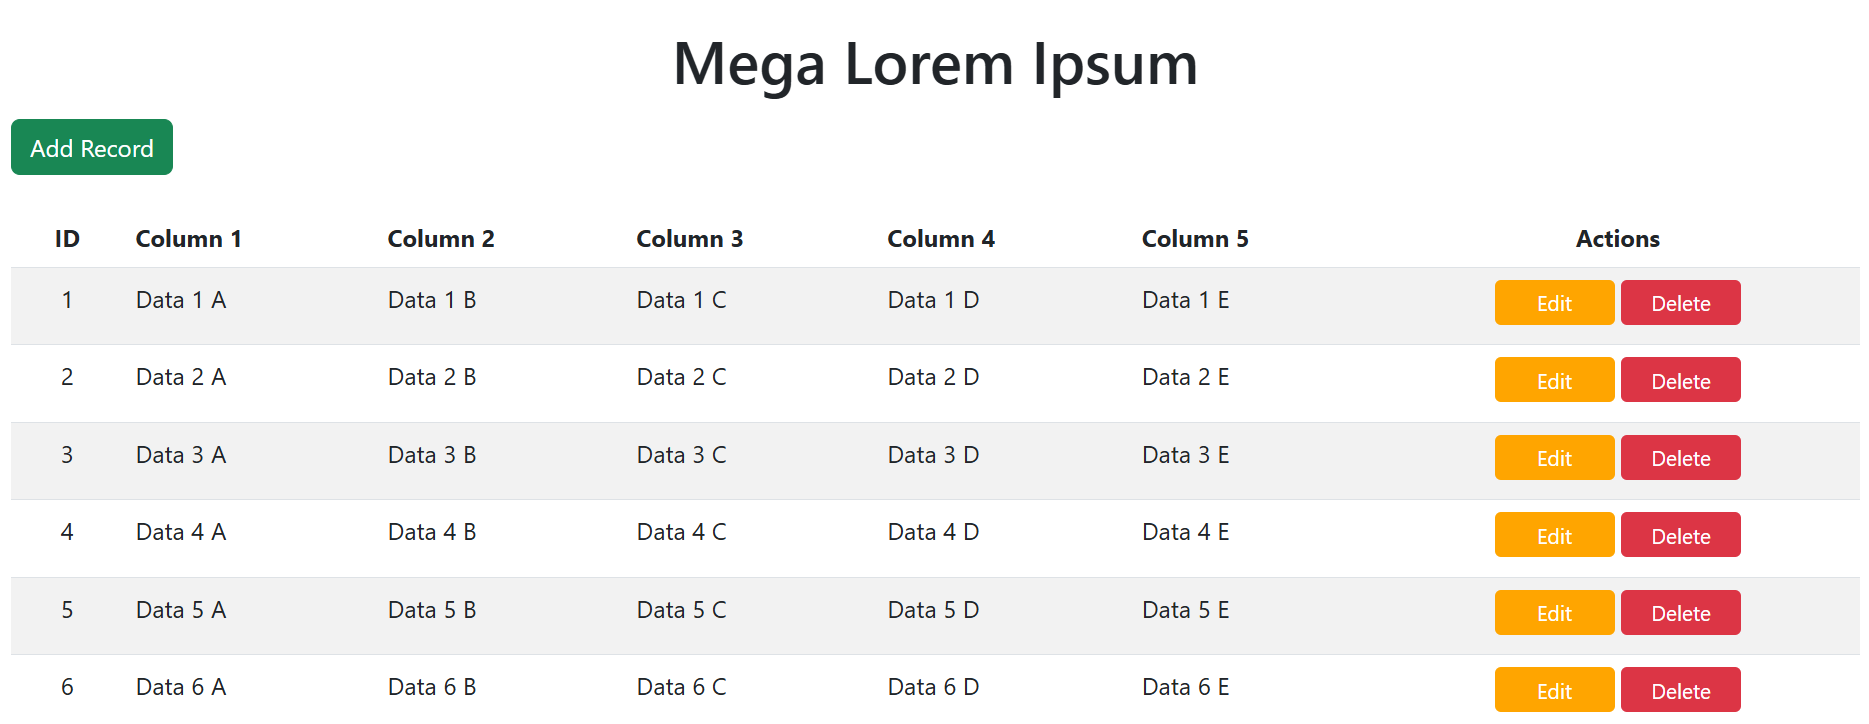 Mega Lorem Ipsum
Add Record
ID Column 1 Column 2 Column 3 Column 4 Column 5 Actions
1 Data 1 A Data 1 B Data 1 C Data 1 D Data 1 E Edit Delete
2 Data 2 A Data 2 B Data 2 C Data 2 D Data 2 E Edit Delete
3 Data 3 A Data 3 B Data 3 C Data 3 D Data 3 E Edit Delete
4 Data 4 A Data 4 B Data 4 C Data 4 D Data 4 E Edit Delete
5 Data 5 A Data 5 B Data 5 C Data 5 D Data 5 E Edit Delete
6 Data 6 A Data 6 B Data 6 C Data 6 D Data 6 E Edit Delete